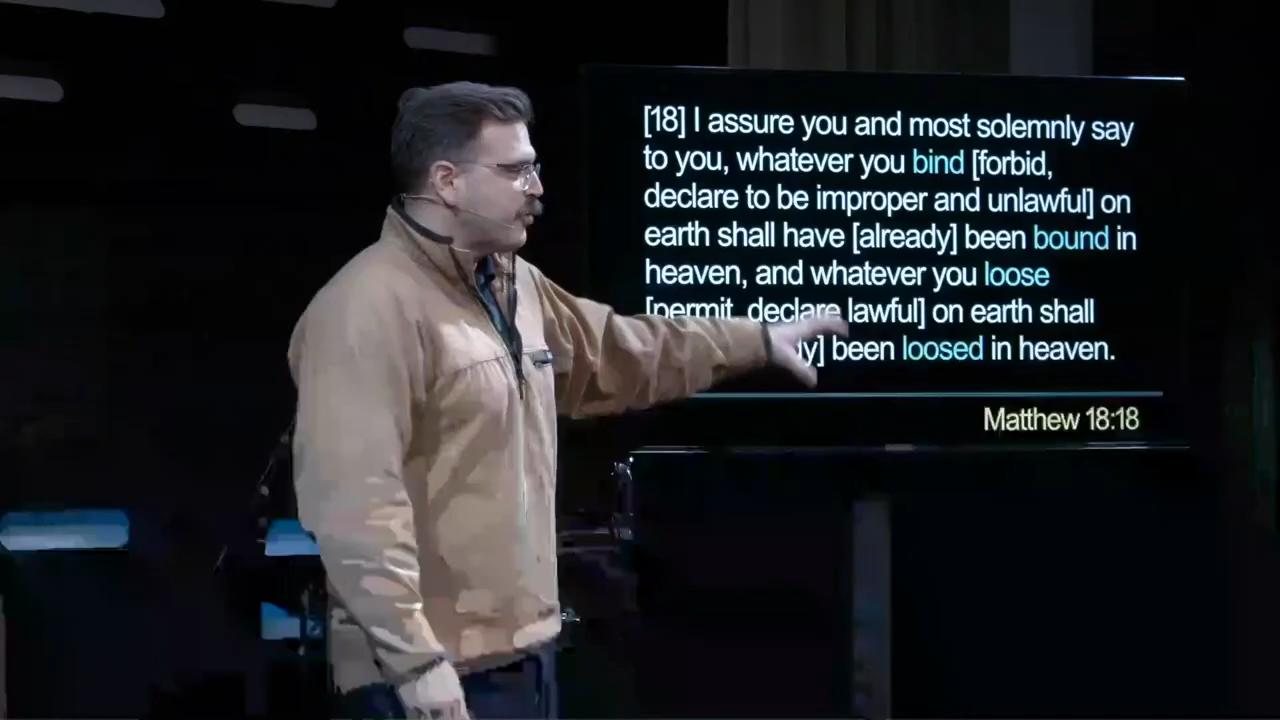 [18] I assure you and most solemnly say
to you, whatever you bind [forbid,
declare to be improper and unlawful] on
earth shall have [already] been bound in
heaven, and whatever you loose
[permit, declare lawful] on earth shall
been loosed in heaven.
Matthew 18:18